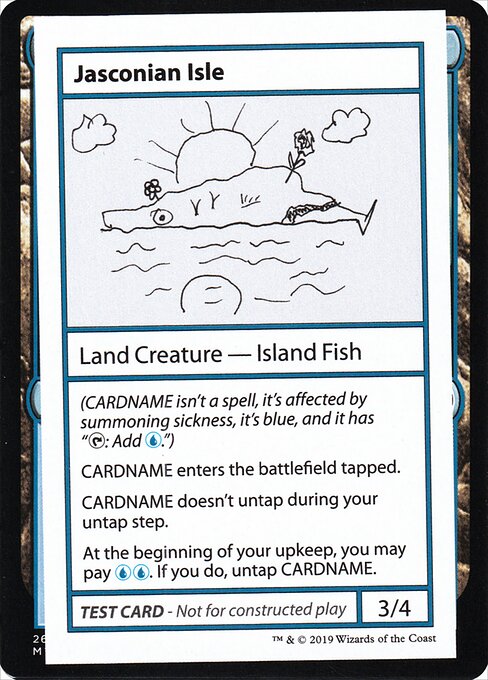 Jasconian Isle
Land Creature — Island Fish
(CARDNAME isn't a spell, it's affected by
summoning sickness, it's blue, and it has
": Add .")
CARDNAME enters the battlefield tapped.
CARDNAME doesn't untap during your
untap step.
At the beginning of your upkeep, you may
pay . If you do, untap CARDNAME.
TEST CARD - Not for constructed play
3/4
26
M
™ & © 2019 Wizards of the Coast